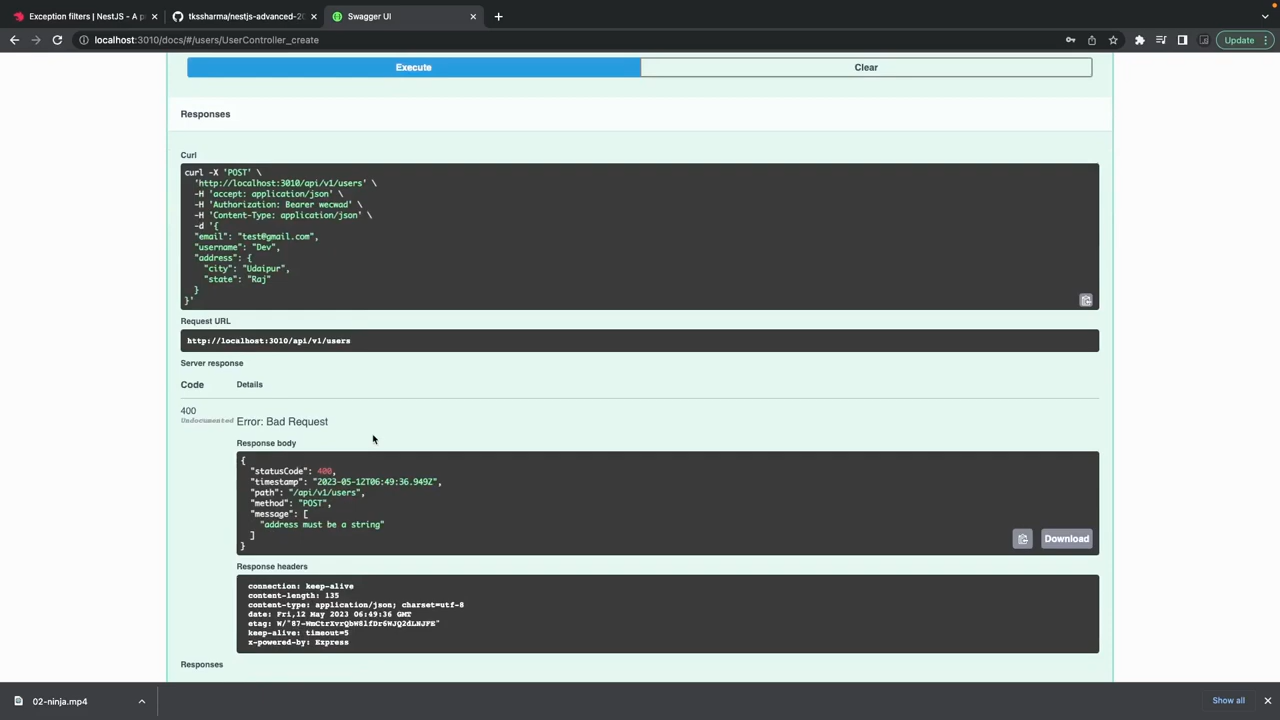 Exception filters | NestJS - A p
tkssharma/nestjs-advanced-20
Swagger UI
localhost:3010/docs/#/users/UserController_create
Update
Execute
Clear
Responses
Curl
curl -X 'POST' \
'http://localhost:3010/api/v1/users' \
-H 'accept: application/json' \
-H 'Authorization: Bearer wecwad' \
-H 'Content-Type: application/json' \
-d '{
"email": "test@gmail.com",
"username": "Dev",
"address": {
"city": "Udaipur",
"state": "Raj"
}
}'
Request URL
http://localhost:3010/api/v1/users
Server response
Code Details
400
Undocumented
Error: Bad Request
Response body
{
"statusCode": 400,
"timestamp": "2023-05-12T06:49:36.949Z",
"path": "/api/v1/users",
"method": "POST",
"message": [
"address must be a string"
]
}
Download
Response headers
connection: keep-alive
content-length: 135
content-type: application/json; charset=utf-8
date: Fri,12 May 2023 06:49:36 GMT
etag: W/"87-WmCtrXvrQbW8lfDr6WJQ2dLNJFE"
keep-alive: timeout=5
x-powered-by: Express
Responses
02-ninja.mp4
Show all